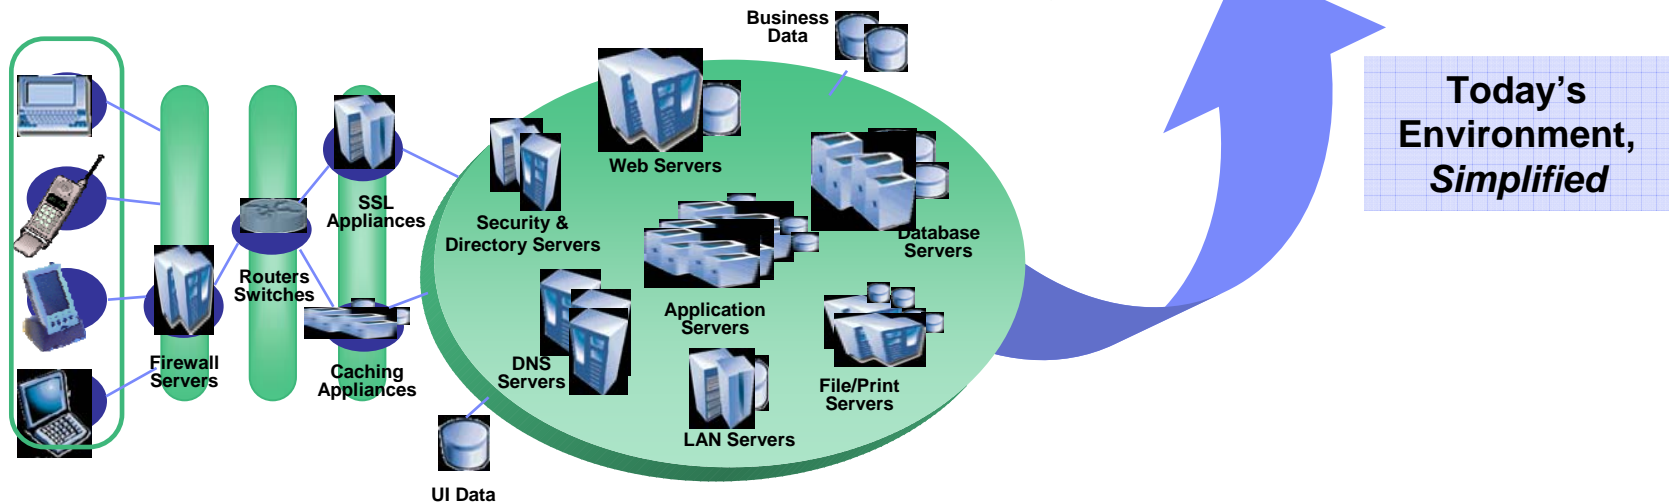 Business
Data
Today's
Environment,
Simplified
Web Servers
SSL
Appliances
Security &
Directory Servers
Database
Servers
Routers
Switches
Application
Servers
Firewall
Servers
Caching
Appliances
DNS
Servers
File/Print
Servers
LAN Servers
UI Data